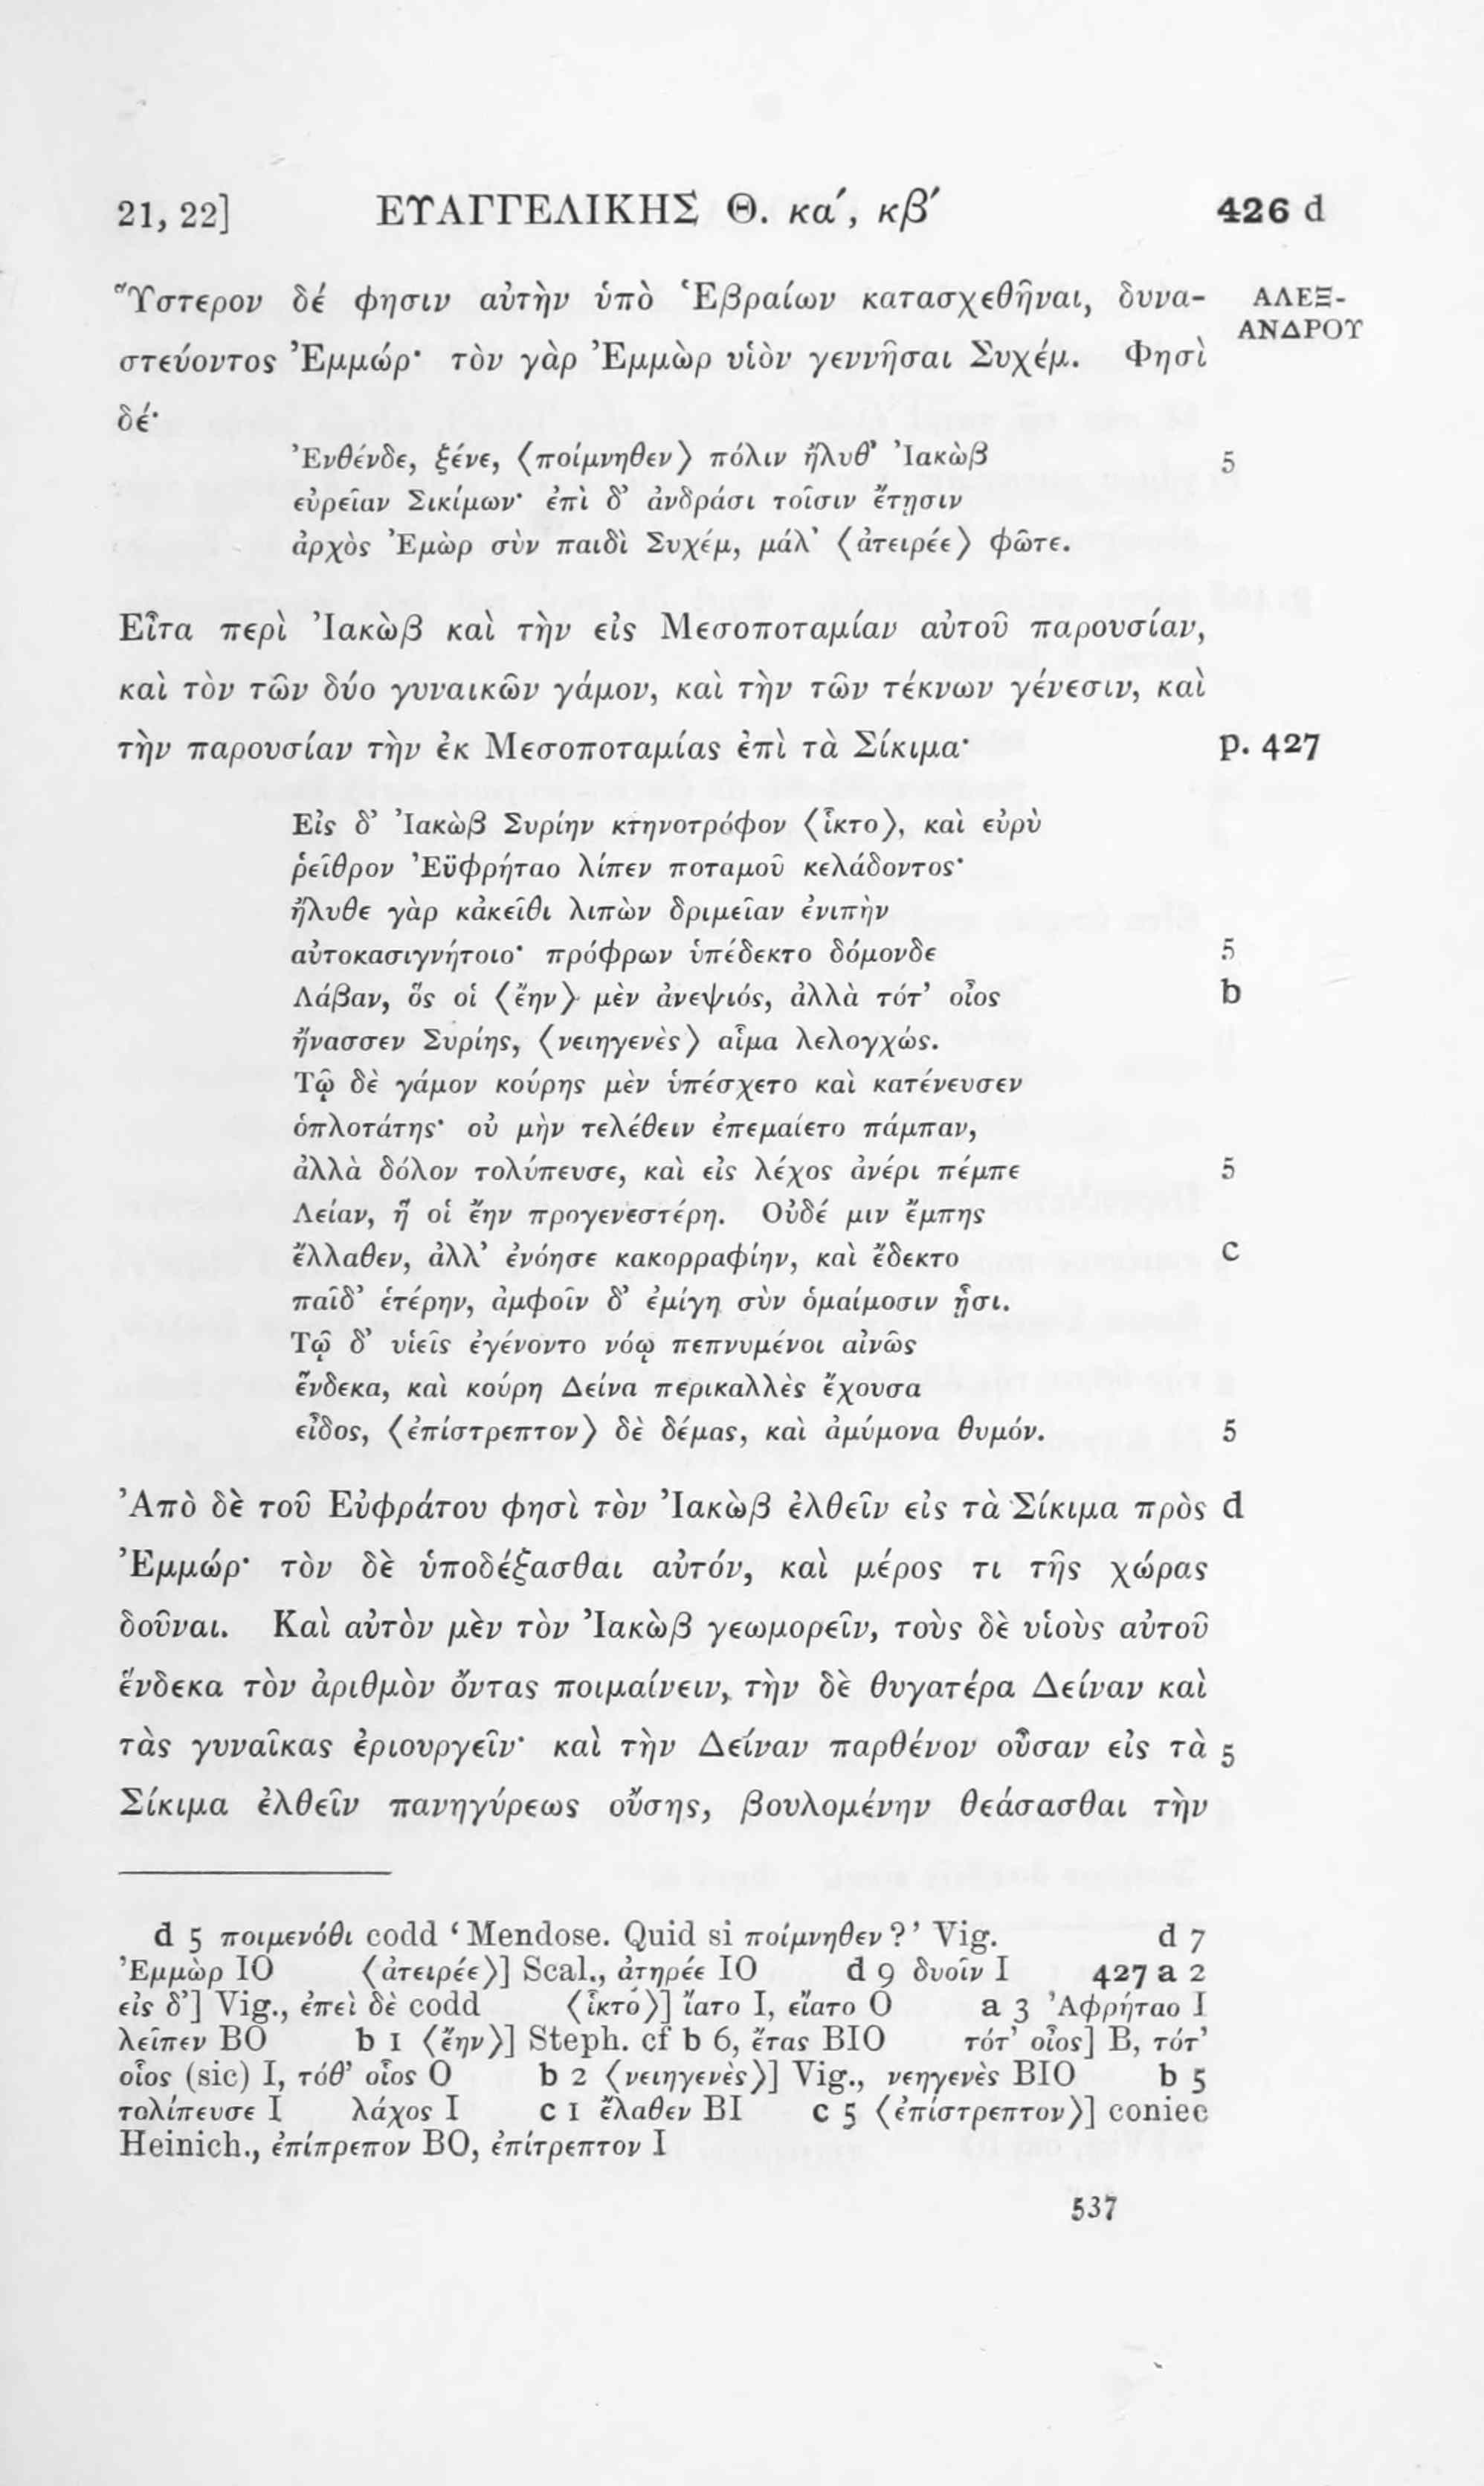 21, 22] ΕΥΑΓΓΕΛΙΚΗΣ Θ. κα′, κβ′ 426 d
Ὕστερον δέ φησιν αὐτὴν ὑπὸ Ἑβραίων κατασχεθῆναι, δυνα- ΑΛΕΞ-
ΑΝΔΡΟΥ
στεύοντος Ἐμμώρ· τὸν γὰρ Ἐμμὼρ υἱὸν γεννῆσαι Συχέμ. Φησὶ
δέ·
Ἐνθένδε, ξένε, ⟨ποίμνηθεν⟩ πόλιν ἤλυθ’ Ἰακὼβ 5
εὐρεῖαν Σικίμων· ἐπὶ δ’ ἀνδράσι τοῖσιν ἔτῃσιν
ἀρχὸς Ἐμὼρ σὺν παιδὶ Συχέμ, μάλ’ ⟨ἀτειρέε⟩ φῶτε.
Εἶτα περὶ Ἰακὼβ καὶ τὴν εἰς Μεσοποταμίαν αὐτοῦ παρουσίαν,
καὶ τὸν τῶν δύο γυναικῶν γάμον, καὶ τὴν τῶν τέκνων γένεσιν, καὶ
τὴν παρουσίαν τὴν ἐκ Μεσοποταμίας ἐπὶ τὰ Σίκιμα· p. 427
Εἰς δ’ Ἰακὼβ Συρίην κτηνοτρόφον ⟨ἷκτο⟩, καὶ εὐρὺ
ῥεῖθρον Ἐϋφρήταο λίπεν ποταμοῦ κελάδοντος·
ἤλυθε γὰρ κἀκεῖθι λιπὼν δριμεῖαν ἐνιπὴν
αὐτοκασιγνήτοιο· πρόφρων ὑπέδεκτο δόμονδε 5
Λάβαν, ὅς οἱ ⟨ἔην⟩ μὲν ἀνεψιός, ἀλλὰ τότ’ οἶος b
ἤνασσεν Συρίης, ⟨νειηγενὲς⟩ αἷμα λελογχώς.
Τῷ δὲ γάμον κούρης μὲν ὑπέσχετο καὶ κατένευσεν
ὁπλοτάτης· οὐ μὴν τελέθειν ἐπεμαίετο πάμπαν,
ἀλλὰ δόλον τολύπευσε, καὶ εἰς λέχος ἀνέρι πέμπε 5
Λείαν, ἥ οἱ ἔην προγενεστέρη. Οὐδέ μιν ἔμπης
ἔλλαθεν, ἀλλ’ ἐνόησε κακορραφίην, καὶ ἔδεκτο c
παῖδ’ ἑτέρην, ἀμφοῖν δ’ ἐμίγη σὺν ὁμαίμοσιν ᾗσι.
Τῷ δ’ υἱεῖς ἐγένοντο νόῳ πεπνυμένοι αἰνῶς
ἕνδεκα, καὶ κούρη Δείνα περικαλλὲς ἔχουσα
εἶδος, ⟨ἐπίστρεπτον⟩ δὲ δέμας, καὶ ἀμύμονα θυμόν. 5
Ἀπὸ δὲ τοῦ Εὐφράτου φησὶ τὸν Ἰακὼβ ἐλθεῖν εἰς τὰ Σίκιμα πρὸς d
Ἐμμώρ· τὸν δὲ ὑποδέξασθαι αὐτόν, καὶ μέρος τι τῆς χώρας
δοῦναι. Καὶ αὐτὸν μὲν τὸν Ἰακὼβ γεωμορεῖν, τοὺς δὲ υἱοὺς αὐτοῦ
ἕνδεκα τὸν ἀριθμὸν ὄντας ποιμαίνειν, τὴν δὲ θυγατέρα Δείναν καὶ
τὰς γυναῖκας ἐριουργεῖν· καὶ τὴν Δείναν παρθένον οὖσαν εἰς τὰ 5
Σίκιμα ἐλθεῖν πανηγύρεως οὔσης, βουλομένην θεάσασθαι τὴν
d 5 ποιμενόθι codd ‘Mendose. Quid si ποίμνηθεν?’ Vig. d 7
Ἐμμὼρ IO ⟨ἀτειρέε⟩] Scal., ἀτηρέε IO d 9 δυοῖν I 427 a 2
εἰς δ’] Vig., ἐπεὶ δὲ codd ⟨ἷκτο⟩] ἵατο I, εἵατο O a 3 Ἀφρήταο I
λεῖπεν BO b 1 ⟨ἔην⟩] Steph. cf b 6, ἔτας BIO τότ’ οἶος] B, τότ’
οἷος (sic) I, τόθ’ οἷος O b 2 ⟨νειηγενὲς⟩] Vig., νεηγενὲς BIO b 5
τολίπευσε I λάχος I c 1 ἔλαθεν BI c 5 ⟨ἐπίστρεπτον⟩] coniec
Heinich., ἐπίπρεπον BO, ἐπίτρεπτον I
537